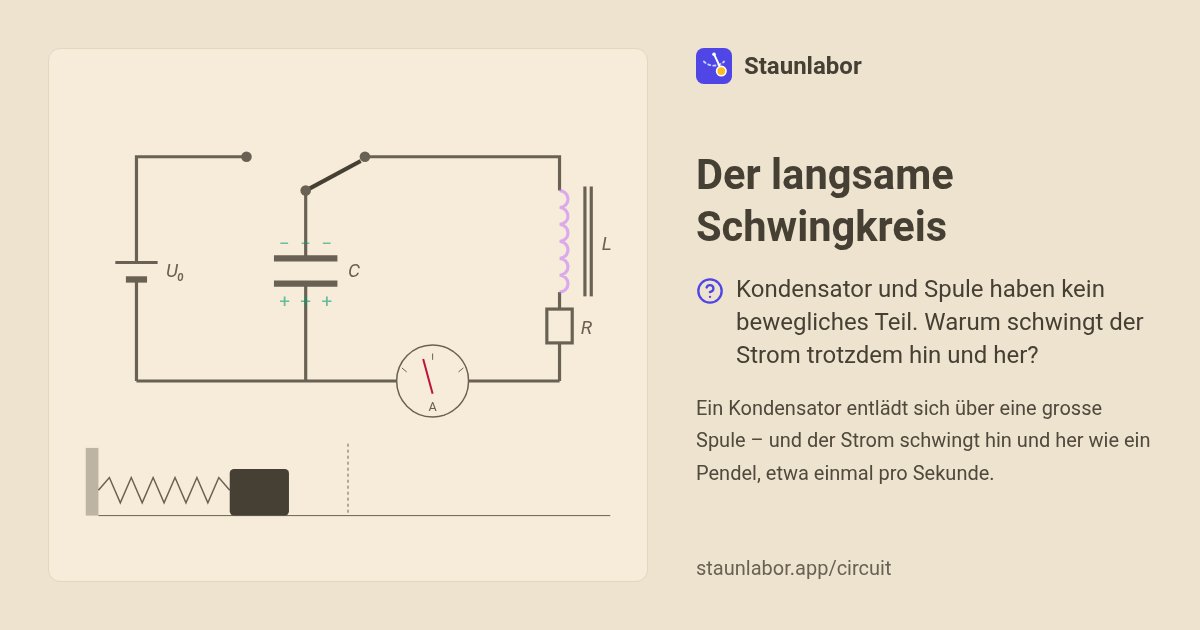 Staunlabor
Der langsame
Schwingkreis
Kondensator und Spule haben kein
bewegliches Teil. Warum schwingt der
Strom trotzdem hin und her?
Ein Kondensator entlädt sich über eine grosse
Spule – und der Strom schwingt hin und her wie ein
Pendel, etwa einmal pro Sekunde.
staunlabor.app/circuit
U₀
− − −
C
+ + +
L
R
A